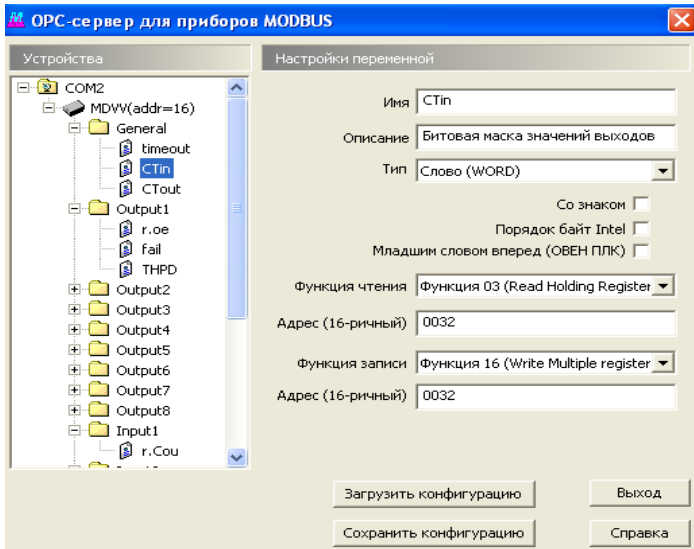 OPC-сервер для приборов MODBUS
Устройства
COM2
MDVV(addr=16)
General
timeout
CTin
CTout
Output1
r.oe
fail
THPD
Output2
Output3
Output4
Output5
Output6
Output7
Output8
Input1
r.Cou
Настройки переменной
Имя CTin
Описание Битовая маска значений выходов
Тип Слово (WORD)
Со знаком
Порядок байт Intel
Младшим словом вперед (ОВЕН ПЛК)
Функция чтения Функция 03 (Read Holding Register
Адрес (16-ричный) 0032
Функция записи Функция 16 (Write Multiple register
Адрес (16-ричный) 0032
Загрузить конфигурацию Выход
Сохранить конфигурацию Справка